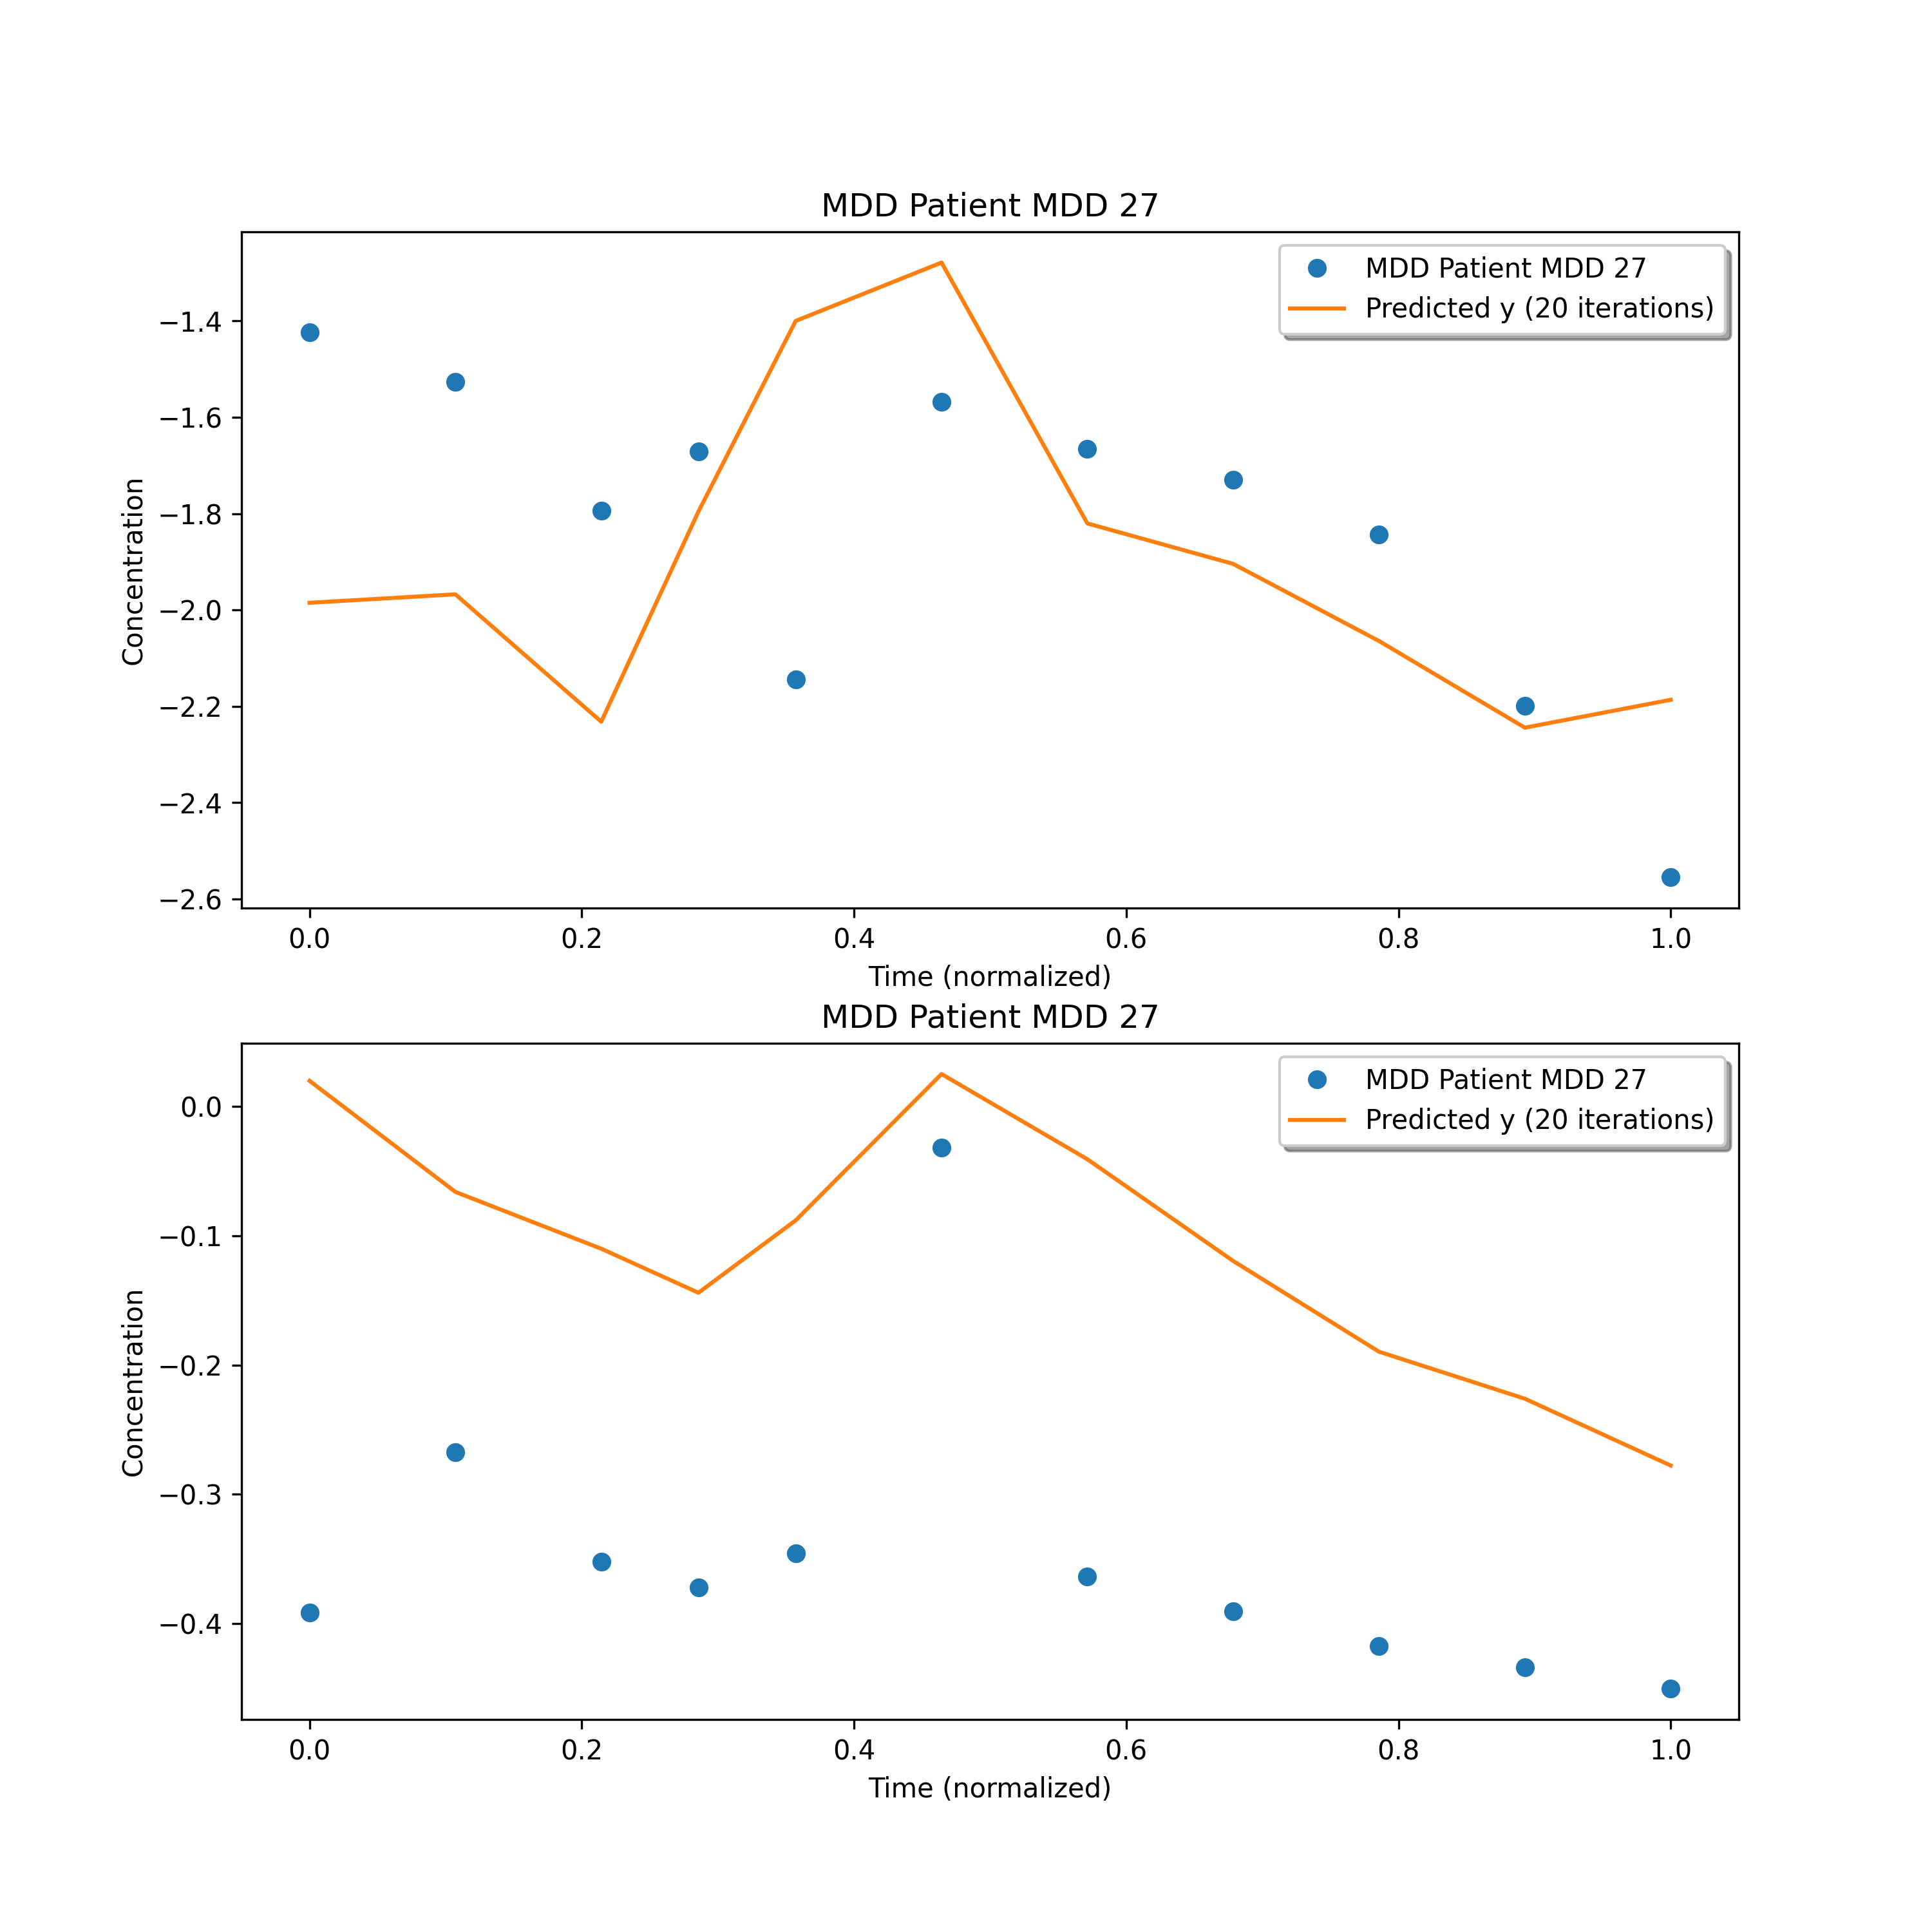 MDD Patient MDD 27
MDD Patient MDD 27
Predicted y (20 iterations)
Concentration
−1.4
−1.6
−1.8
−2.0
−2.2
−2.4
−2.6
0.0 0.2 0.4 0.6 0.8 1.0
Time (normalized)
MDD Patient MDD 27
MDD Patient MDD 27
Predicted y (20 iterations)
Concentration
0.0
−0.1
−0.2
−0.3
−0.4
0.0 0.2 0.4 0.6 0.8 1.0
Time (normalized)